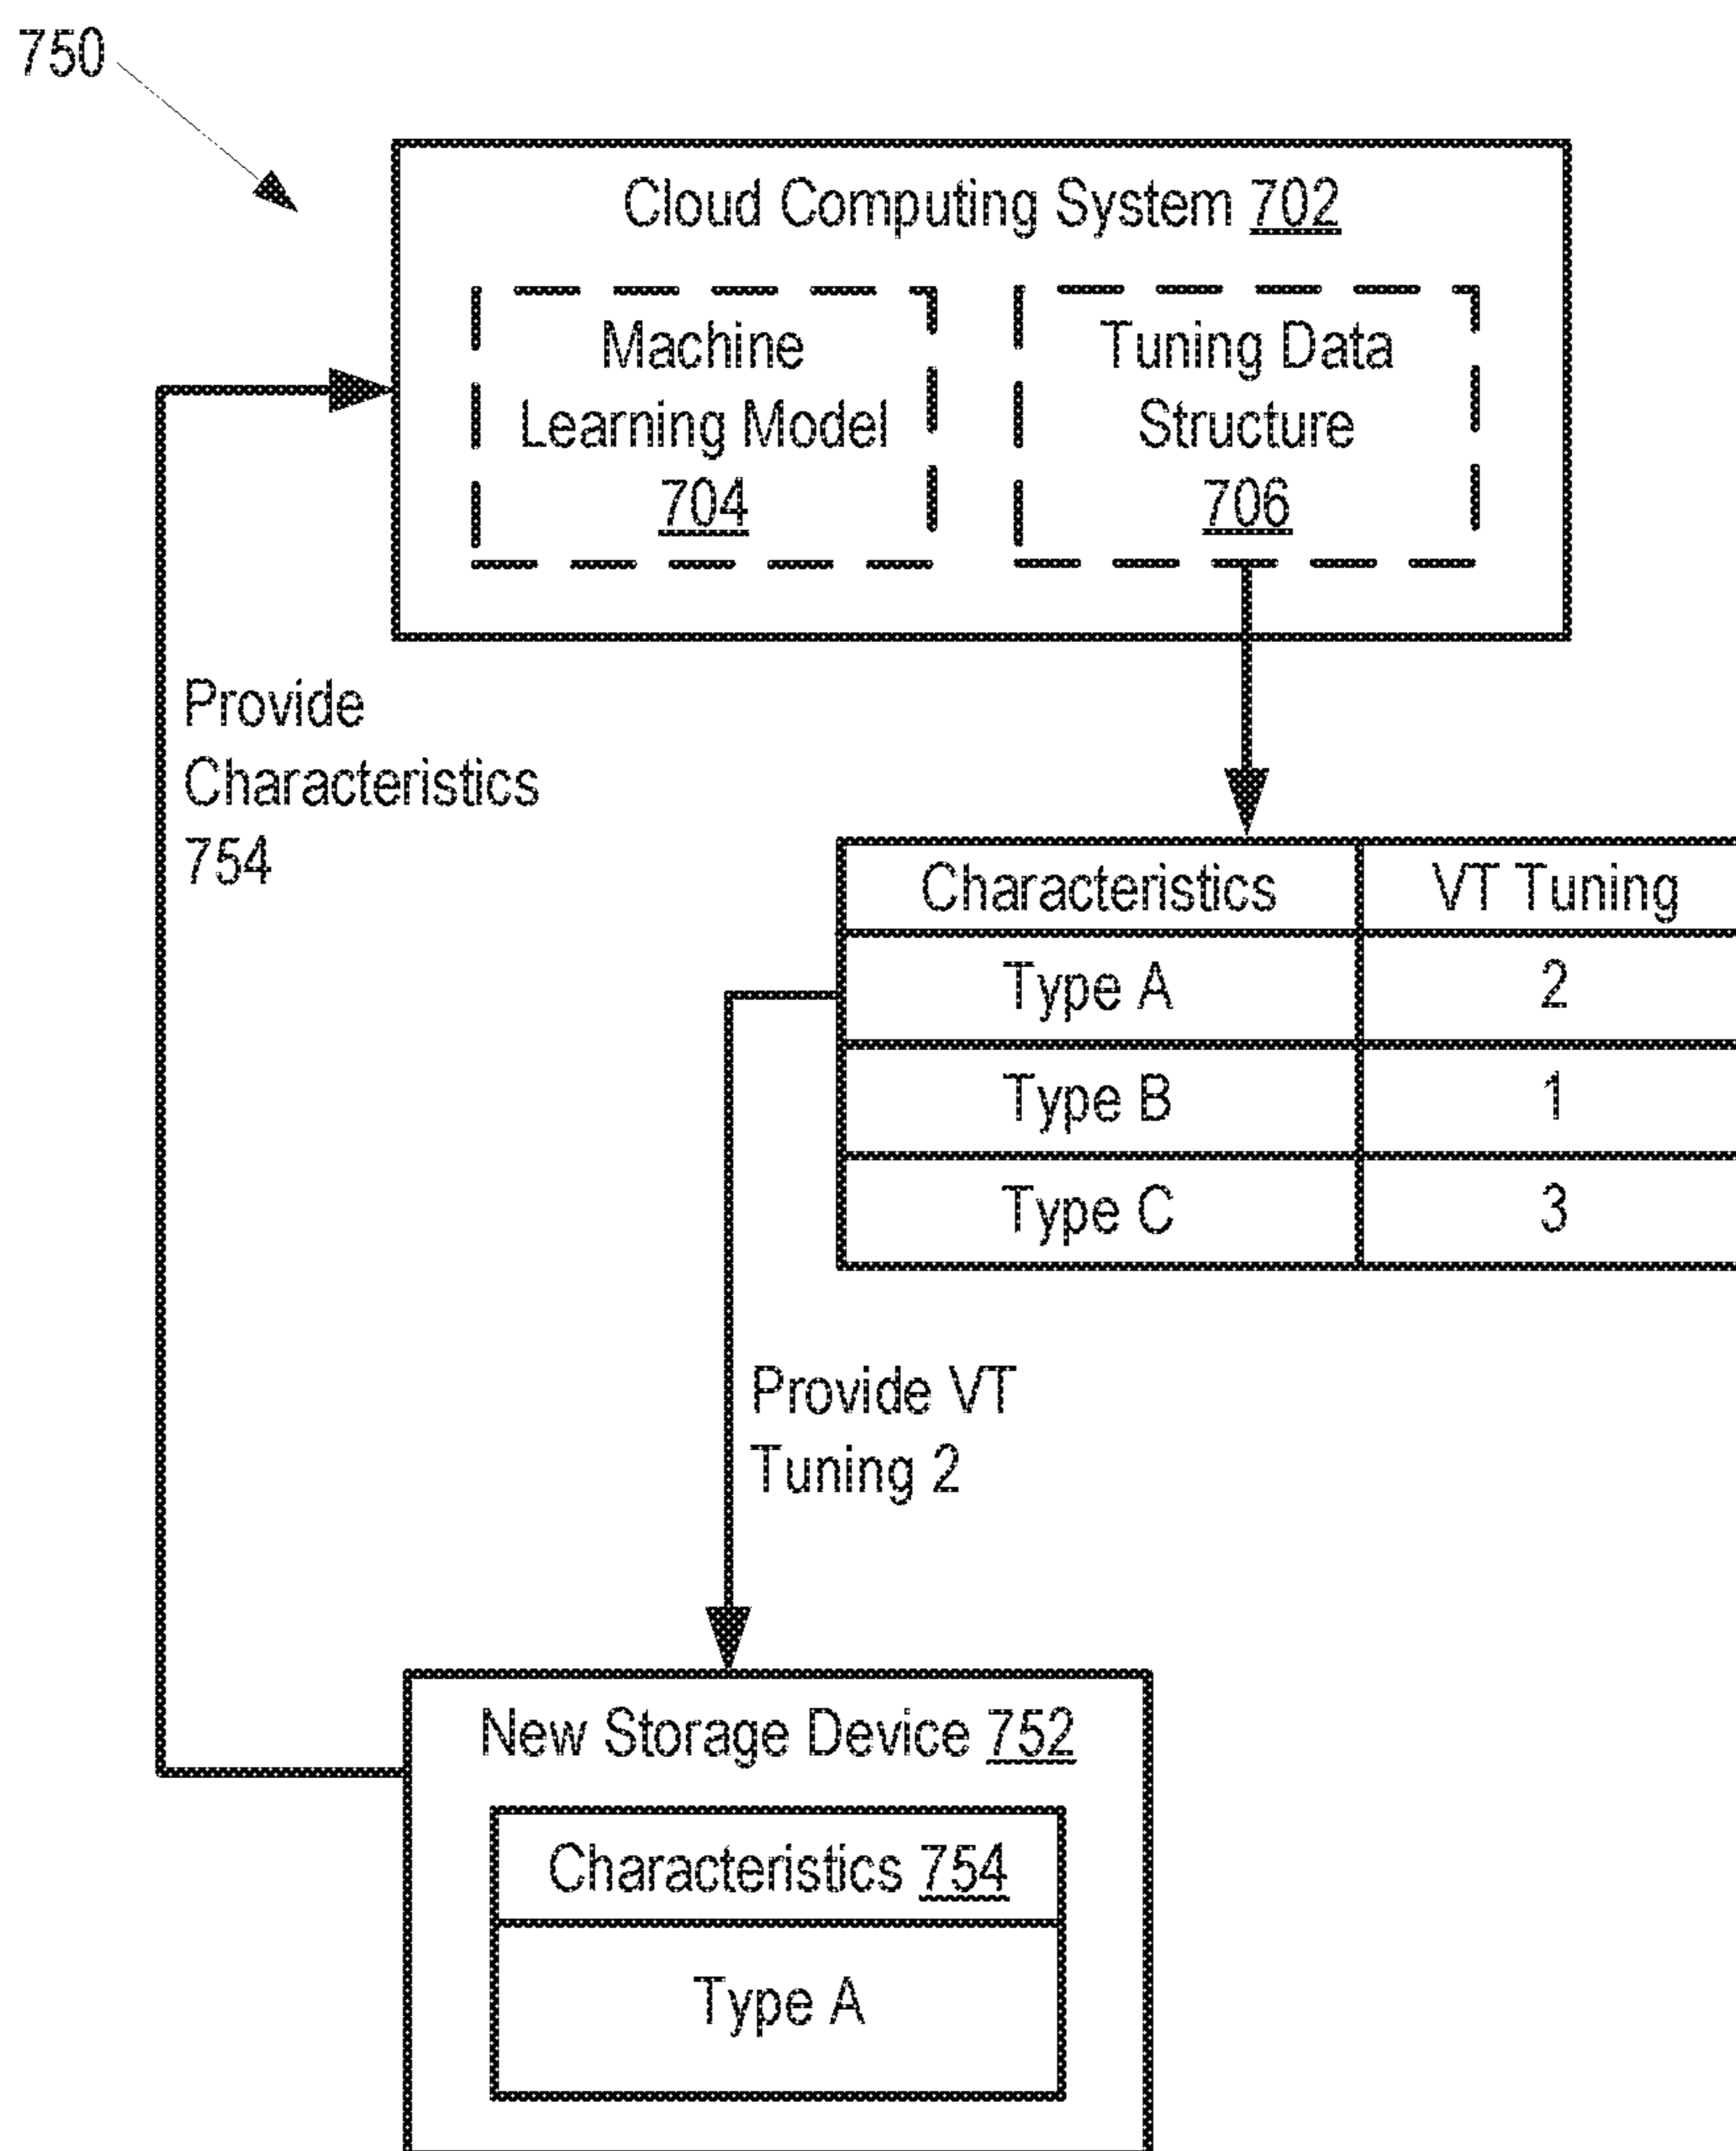 750
Cloud Computing System 702
Machine
Learning Model
704
Tuning Data
Structure
706
Provide
Characteristics
754
Characteristics VT Tuning
Type A 2
Type B 1
Type C 3
Provide VT
Tuning 2
New Storage Device 752
Characteristics 754
Type A